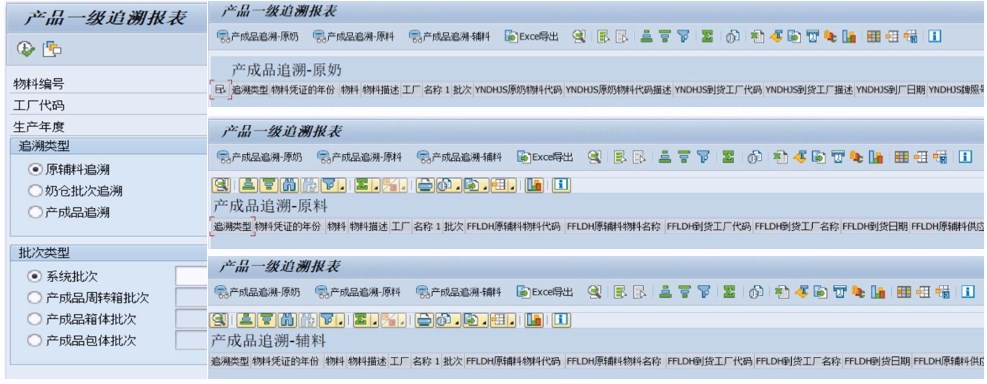 产品一级追溯报表
物料编号
工厂代码
生产年度
追溯类型
原辅料追溯
奶仓批次追溯
产成品追溯
批次类型
系统批次
产成品周转箱批次
产成品箱体批次
产成品包体批次
产品一级追溯报表
产成品追溯-原奶 产成品追溯-原料 产成品追溯-辅料 Exce导出
产成品追溯-原奶
追溯类型 物料凭证的年份 物料 物料描述 工厂 名称 1 批次 YNDHJS原奶物料代码 YNDHJS原奶物料代码描述 YNDHJS到货工厂代码 YNDHJS到货工厂描述 YNDHJS到厂日期 YNDHJS牌照号
产品一级追溯报表
产成品追溯-原奶 产成品追溯-原料 产成品追溯-辅料 Exce导出
产成品追溯-原料
追溯类型 物料凭证的年份 物料 物料描述 工厂 名称 1 批次 FFLDH原辅料物料代码 FFLDH原辅料物料名称 FFLDH到货工厂代码 FFLDH到货工厂名称 FFLDH到货日期 FFLDH原辅料供应
产品一级追溯报表
产成品追溯-原奶 产成品追溯-原料 产成品追溯-辅料 Exce导出
产成品追溯-辅料
追溯类型 物料凭证的年份 物料 物料描述 工厂 名称 1 批次 FFLDH原辅料物料代码 FFLDH原辅料物料名称 FFLDH到货工厂代码 FFLDH到货工厂名称 FFLDH到货日期 FFLDH原辅料供应